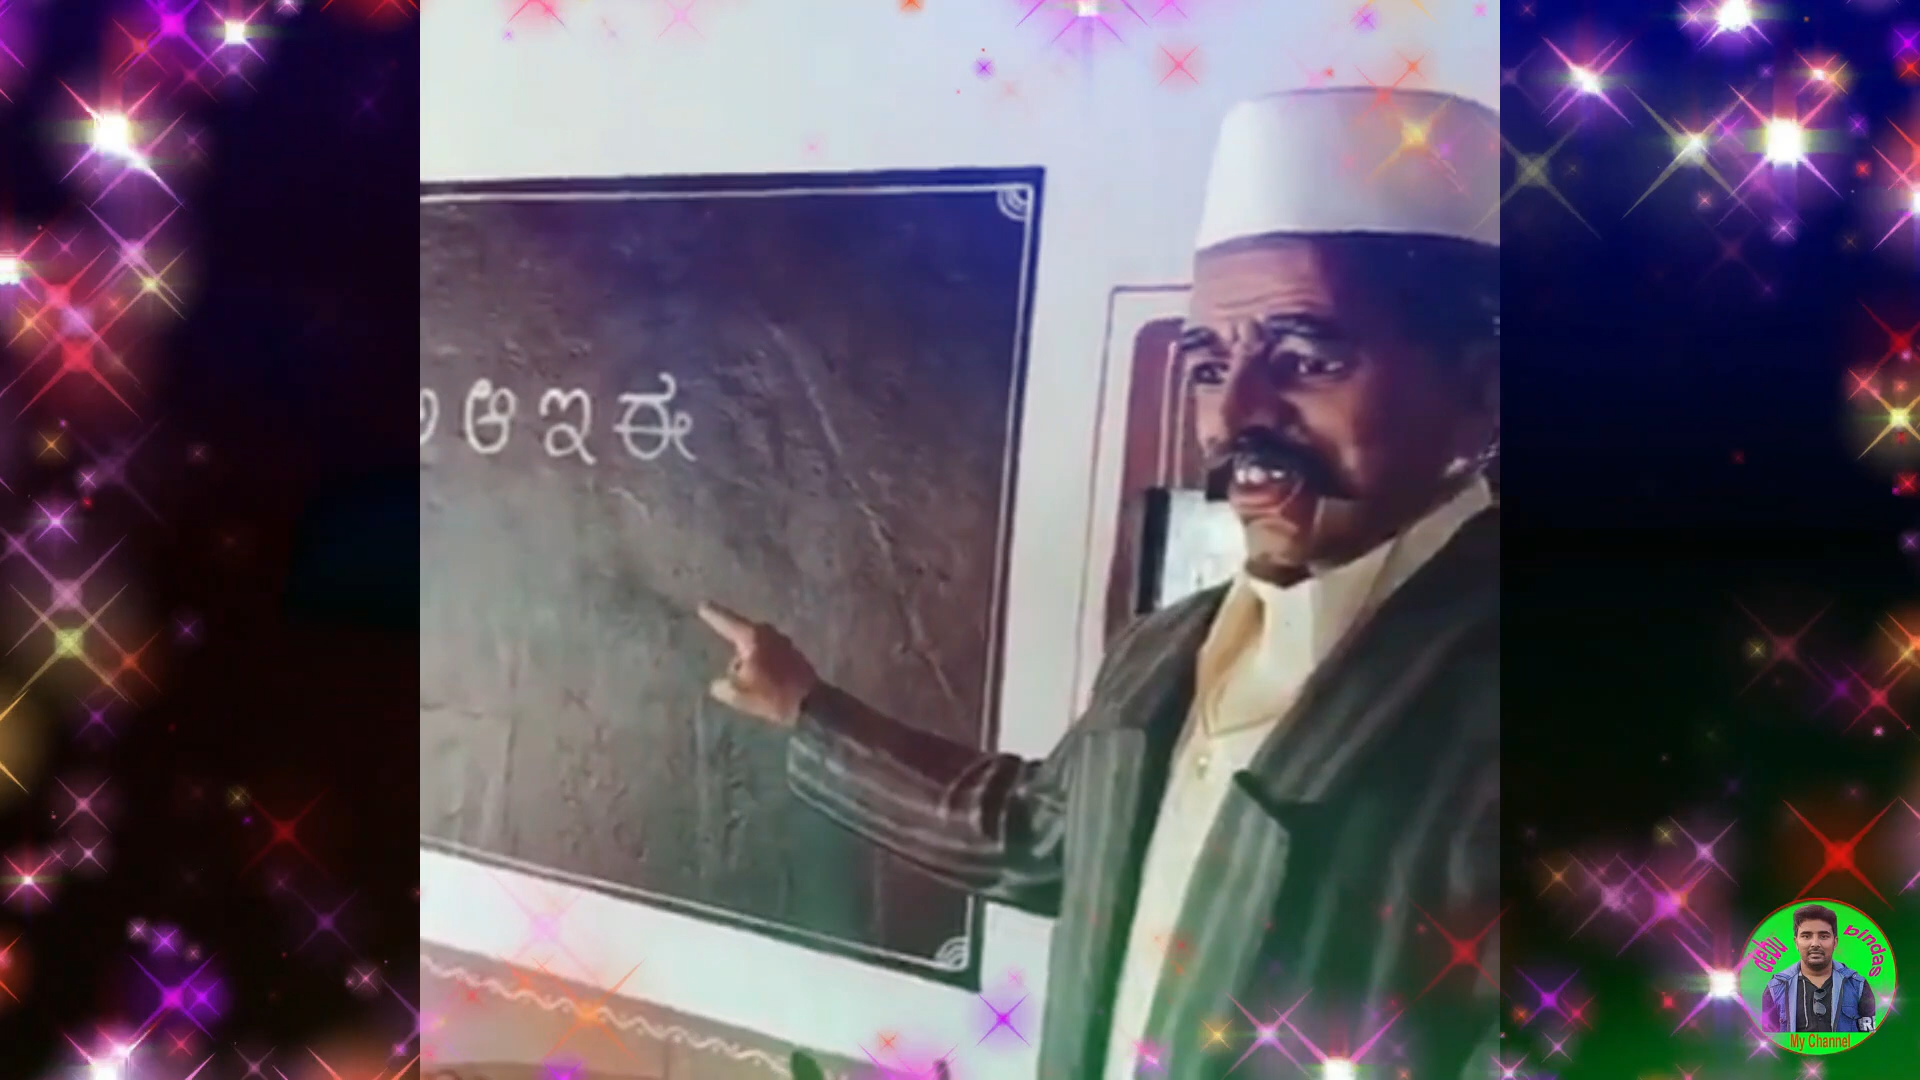 ಆ ಇ ಈ
debu
bindas
My Channel